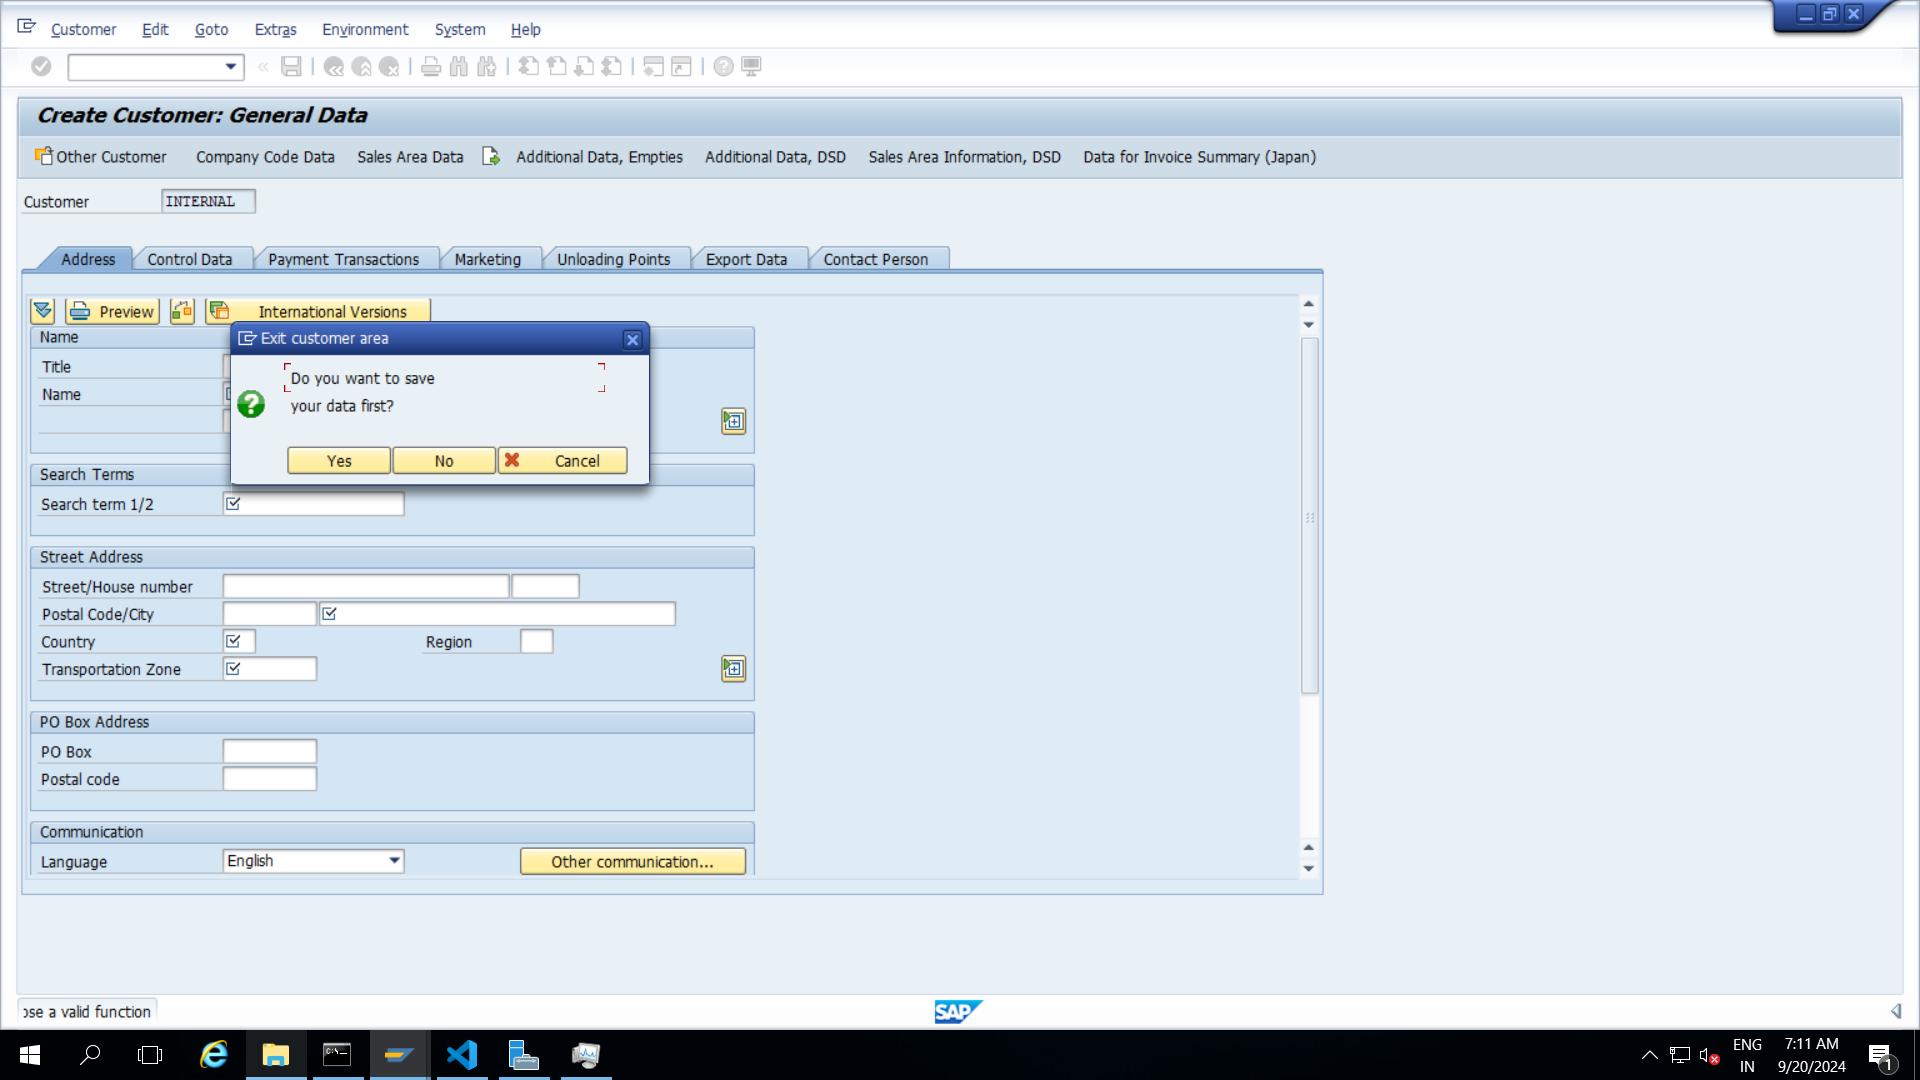 Customer Edit Goto Extras Environment System Help
Create Customer: General Data
Other Customer Company Code Data Sales Area Data Additional Data, Empties Additional Data, DSD Sales Area Information, DSD Data for Invoice Summary (Japan)
Customer INTERNAL
Address Control Data Payment Transactions Marketing Unloading Points Export Data Contact Person
Preview International Versions
Name
Exit customer area
Title
Do you want to save
Name
your data first?
Yes No Cancel
Search Terms
Search term 1/2
Street Address
Street/House number
Postal Code/City
Country Region
Transportation Zone
PO Box Address
PO Box
Postal code
Communication
Language English Other communication...
ose a valid function
SAP
ENG 7:11 AM
IN 9/20/2024 1